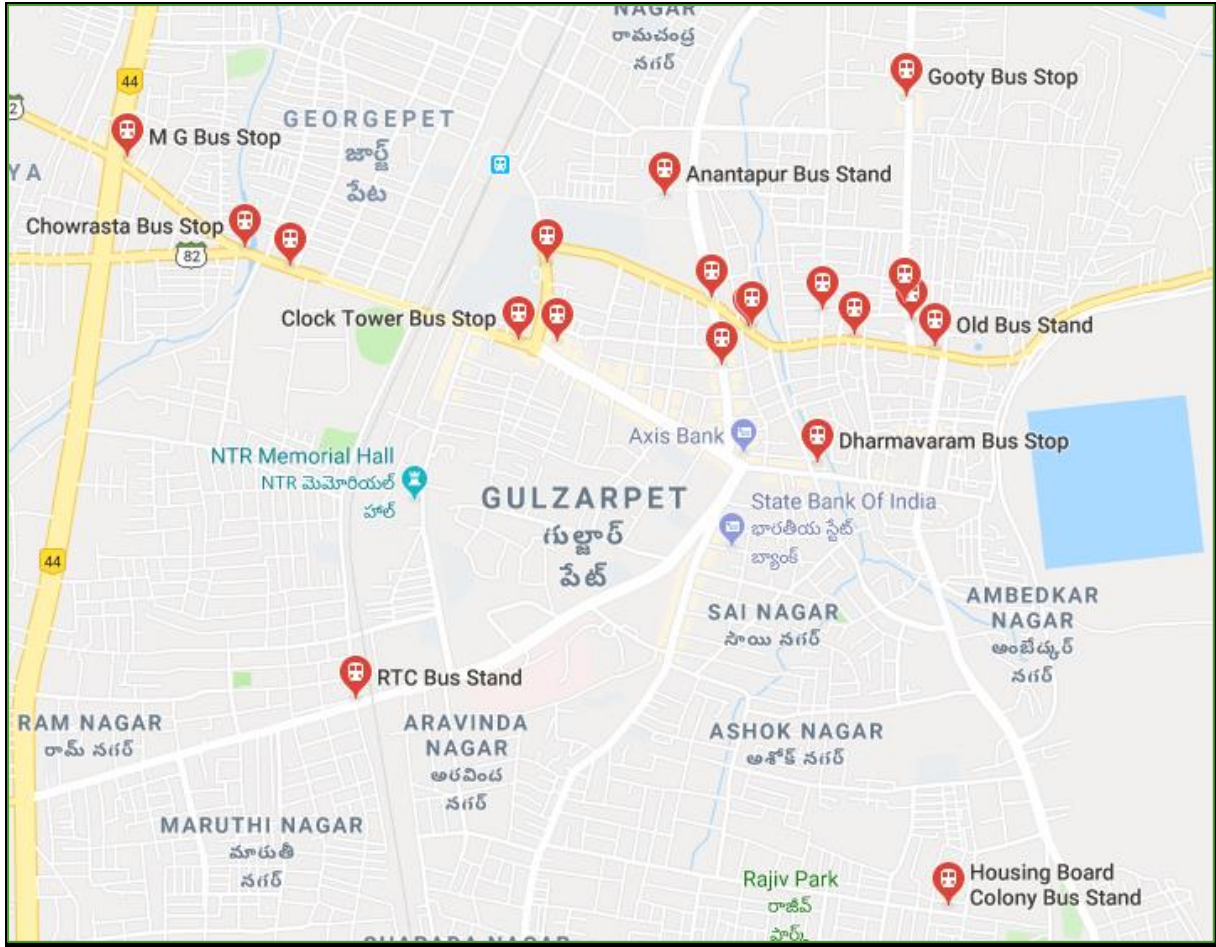 NAGAR
రామచంద్ర
నగర్
Gooty Bus Stop
44
2
M G Bus Stop
GEORGEPET
జార్జ్
పేట
YA
Anantapur Bus Stand
Chowrasta Bus Stop
82
Clock Tower Bus Stop
Old Bus Stand
Axis Bank
Dharmavaram Bus Stop
NTR Memorial Hall
NTR మెమోరియల్
హాల్
GULZARPET
గుల్జార్
పేట్
State Bank Of India
భారతీయ స్టేట్
బ్యాంక్
44
AMBEDKAR
NAGAR
అంబేద్కర్
నగర్
SAI NAGAR
సాయి నగర్
RTC Bus Stand
RAM NAGAR
రామ్ నగర్
ARAVINDA
NAGAR
అరవింద
నగర్
ASHOK NAGAR
అశోక్ నగర్
MARUTHI NAGAR
మారుతీ
నగర్
Rajiv Park
రాజీవ్
పార్క్
Housing Board
Colony Bus Stand